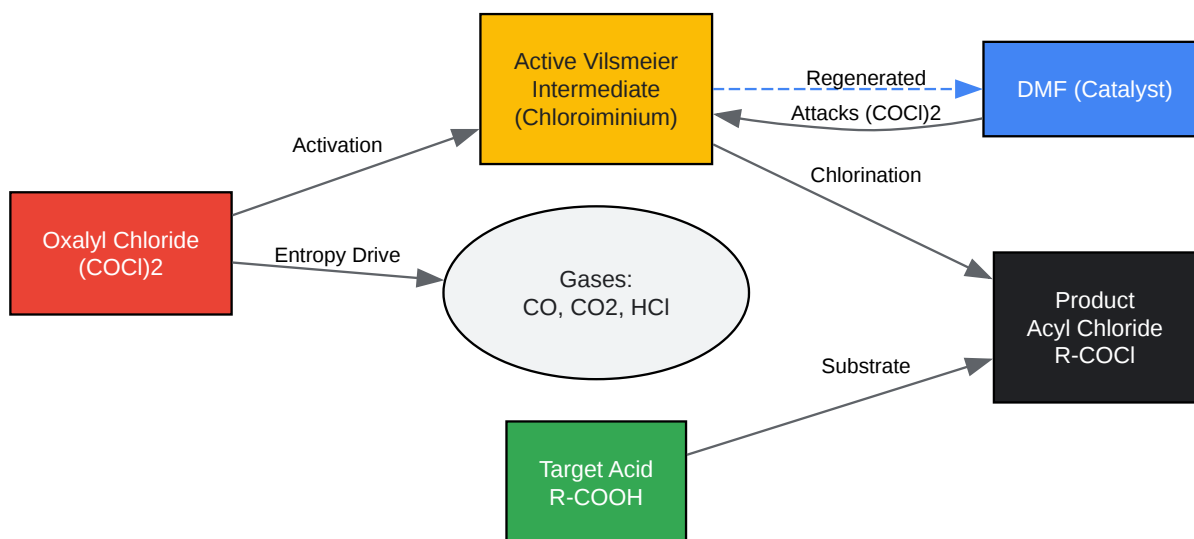 Active Vilsmeier
Intermediate
(Chloroiminium)
Regenerated
Attacks (COCl)2
DMF (Catalyst)
Activation
Chlorination
Oxalyl Chloride
(COCl)2
Entropy Drive
Gases:
CO, CO2, HCl
Product
Acyl Chloride
R-COCl
Substrate
Target Acid
R-COOH